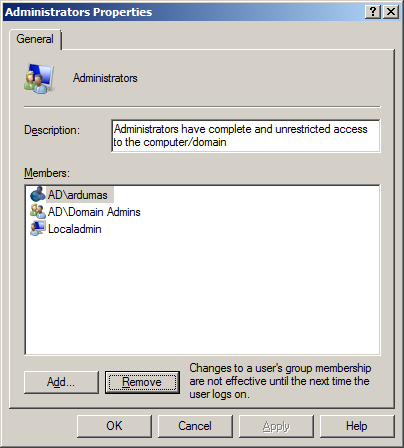 Administrators Properties
General
Administrators
Description:
Administrators have complete and unrestricted access
to the computer/domain
Members:
AD\ardumas
AD\Domain Admins
Localadmin
Add...
Remove
Changes to a user's group membership
are not effective until the next time the
user logs on.
OK
Cancel
Apply
Help